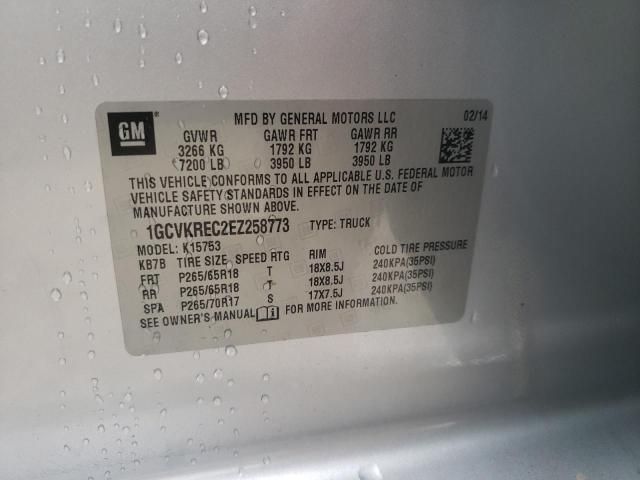 GM
MFD BY GENERAL MOTORS LLC 02/14
GVWR GAWR FRT GAWR RR
3266 KG 1792 KG 1792 KG
7200 LB 3950 LB 3950 LB
THIS VEHICLE CONFORMS TO ALL APPLICABLE U.S. FEDERAL MOTOR
VEHICLE SAFETY STANDARDS IN EFFECT ON THE DATE OF
MANUFACTURE SHOWN ABOVE.
1GCVKREC2EZ258773 TYPE: TRUCK
MODEL: K15753
KB7B TIRE SIZE, SPEED RTG RIM COLD TIRE PRESSURE
FRT P265/65R18 T 18X8.5J 240KPA(35PSI)
RR P265/65R18 T 18X8.5J 240KPA(35PSI)
SPA P265/70R17 S 17X7.5J 240KPA(35PSI)
SEE OWNER'S MANUAL FOR MORE INFORMATION.